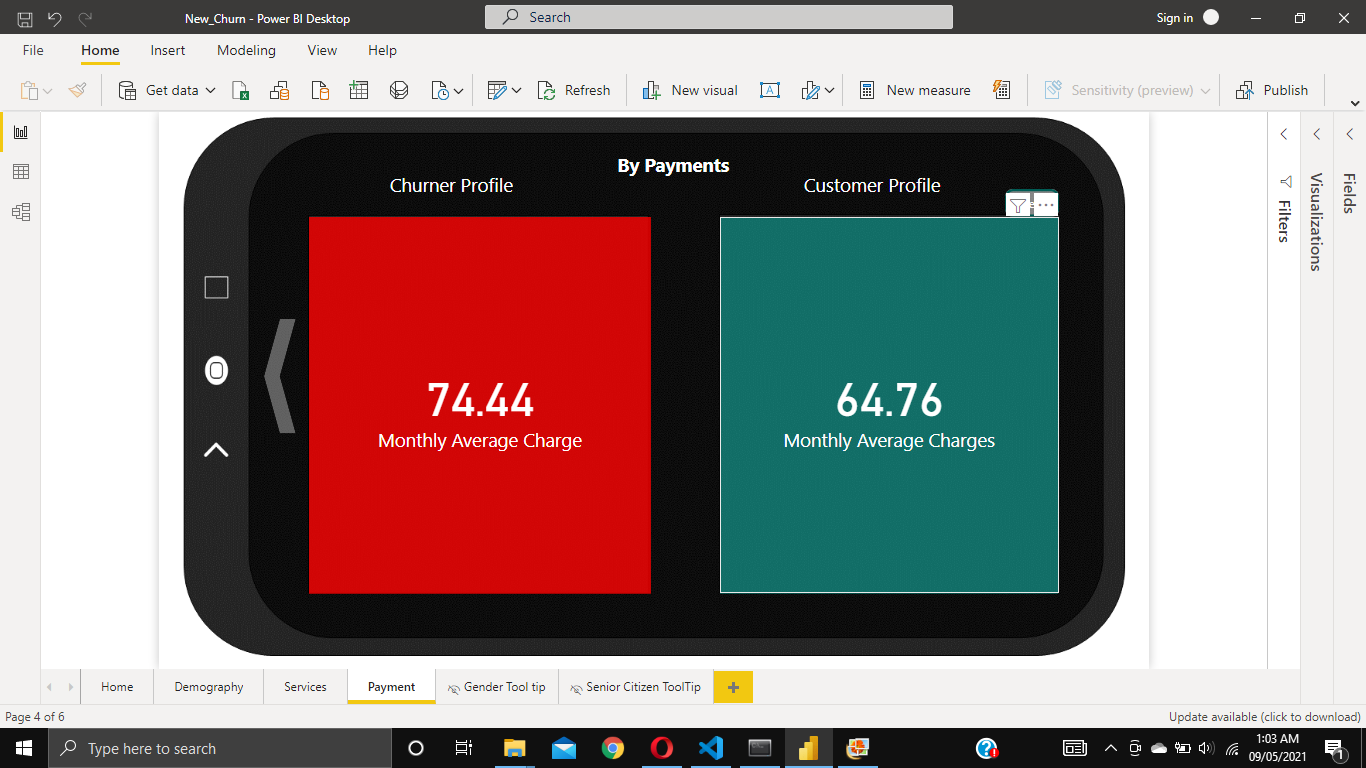 New_Churn - Power BI Desktop
Search
Sign in
File Home Insert Modeling View Help
Get data
Refresh
New visual
A
New measure
Sensitivity (preview)
Publish
By Payments
Churner Profile
Customer Profile
74.44
Monthly Average Charge
64.76
Monthly Average Charges
Filters
Visualizations
Fields
Home Demography Services Payment Gender Tool tip Senior Citizen ToolTip +
Page 4 of 6
Update available (click to download)
Type here to search
1:03 AM
09/05/2021
1